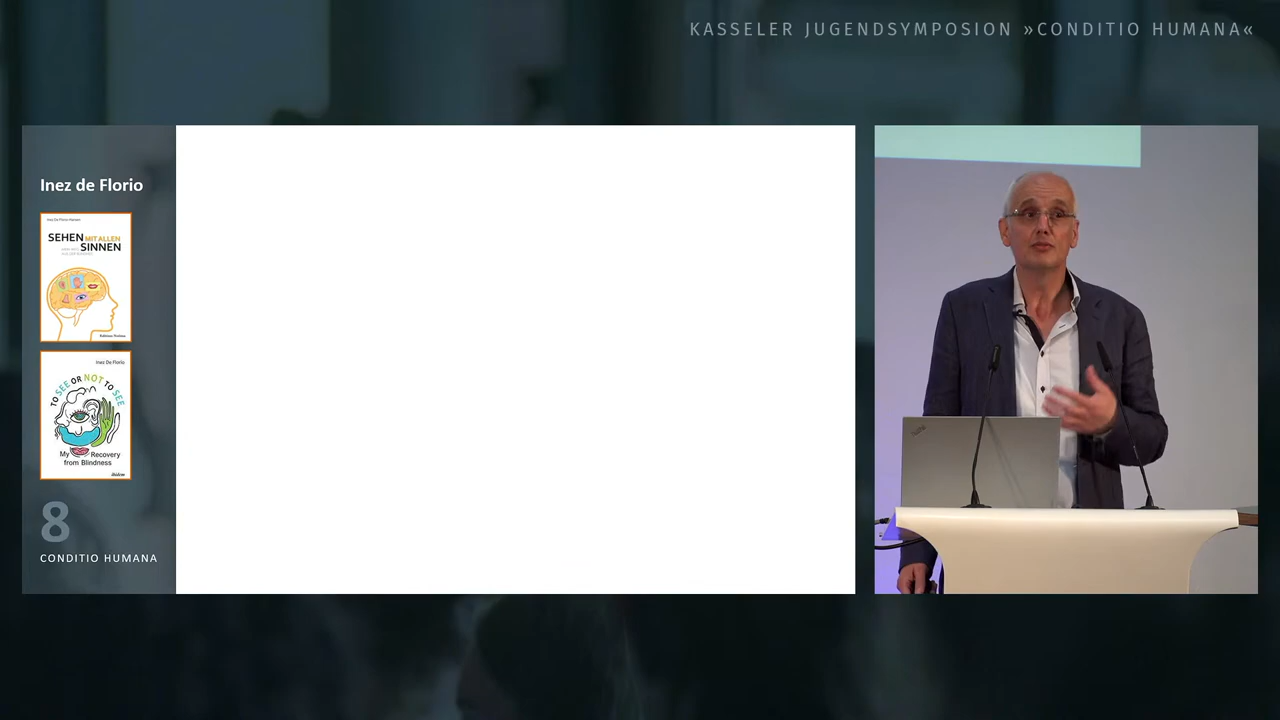 KASSELER JUGENDSYMPOSION »CONDITIO HUMANA«
Inez de Florio
SEHEN MIT ALLEN
SINNEN
Inez De Florio
TO SEE OR NOT TO SEE
My Recovery
from Blindness
ibidem
8
CONDITIO HUMANA